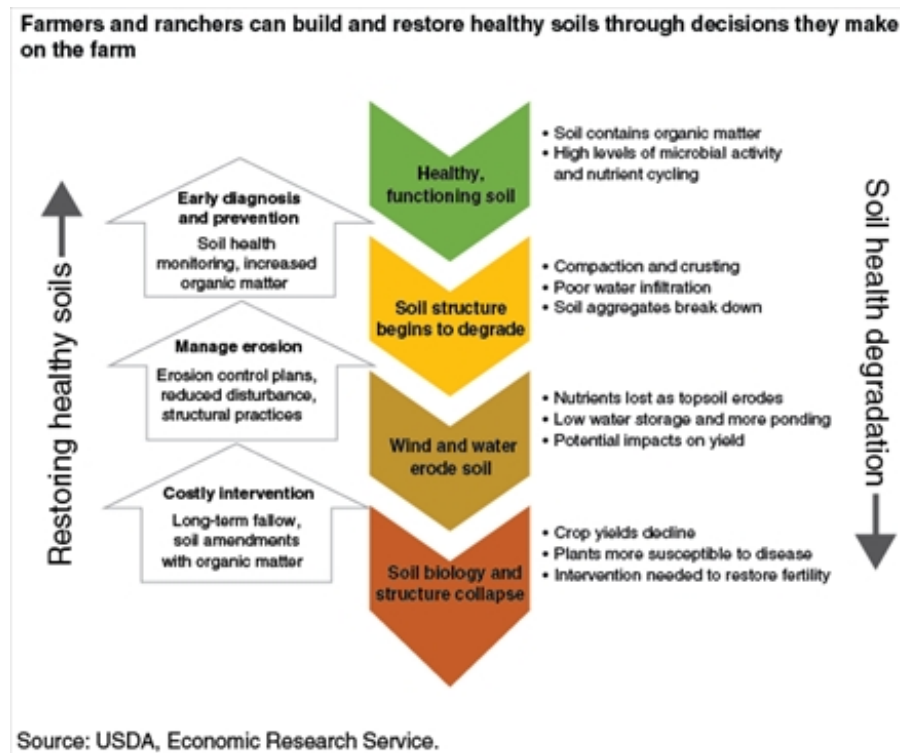 Farmers and ranchers can build and restore healthy soils through decisions they make
on the farm
Restoring healthy soils
Early diagnosis
and prevention
Soil health
monitoring, increased
organic matter
Manage erosion
Erosion control plans,
reduced disturbance,
structural practices
Costly intervention
Long-term fallow,
soil amendments
with organic matter
Healthy,
functioning soil
• Soil contains organic matter
• High levels of microbial activity
and nutrient cycling
Soil structure
begins to degrade
• Compaction and crusting
• Poor water infiltration
• Soil aggregates break down
Wind and water
erode soil
• Nutrients lost as topsoil erodes
• Low water storage and more ponding
• Potential impacts on yield
Soil biology and
structure collapse
• Crop yields decline
• Plants more susceptible to disease
• Intervention needed to restore fertility
Soil health degradation
Source: USDA, Economic Research Service.